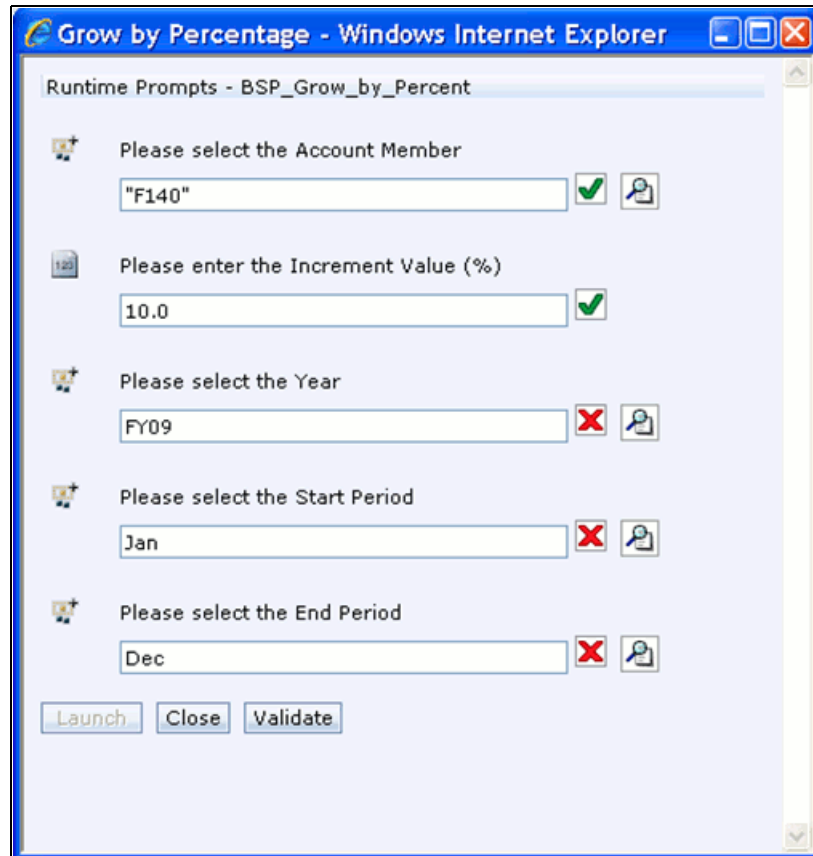 Grow by Percentage - Windows Internet Explorer
Runtime Prompts - BSP_Grow_by_Percent
Please select the Account Member
"F140"
123
Please enter the Increment Value (%)
10.0
Please select the Year
FY09
Please select the Start Period
Jan
Please select the End Period
Dec
Launch Close Validate